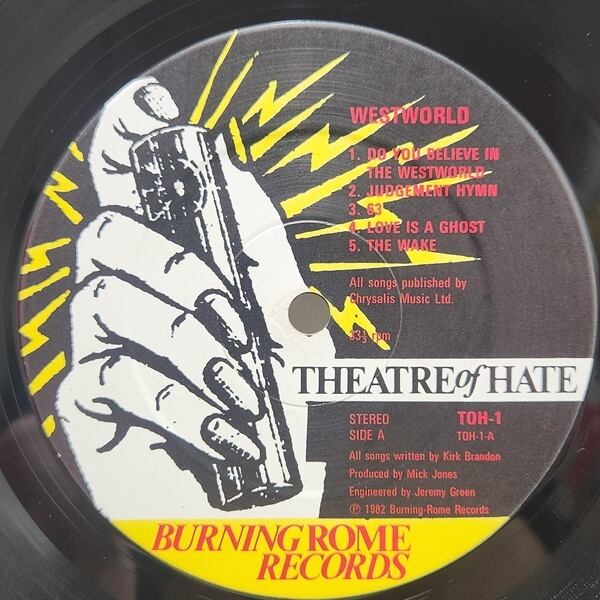 WESTWORLD
1. DO YOU BELIEVE IN
THE WESTWORLD
2. JUDGEMENT HYMN
3. 63
4. LOVE IS A GHOST
5. THE WAKE
All songs published by
Chrysalis Music Ltd.
33⅓ rpm
THEATRE of HATE
STEREO TOH-1
SIDE A TOH-1-A
All songs written by Kirk Brandon
Produced by Mick Jones
Engineered by Jeremy Green
℗ 1982 Burning-Rome Records
BURNING ROME
RECORDS